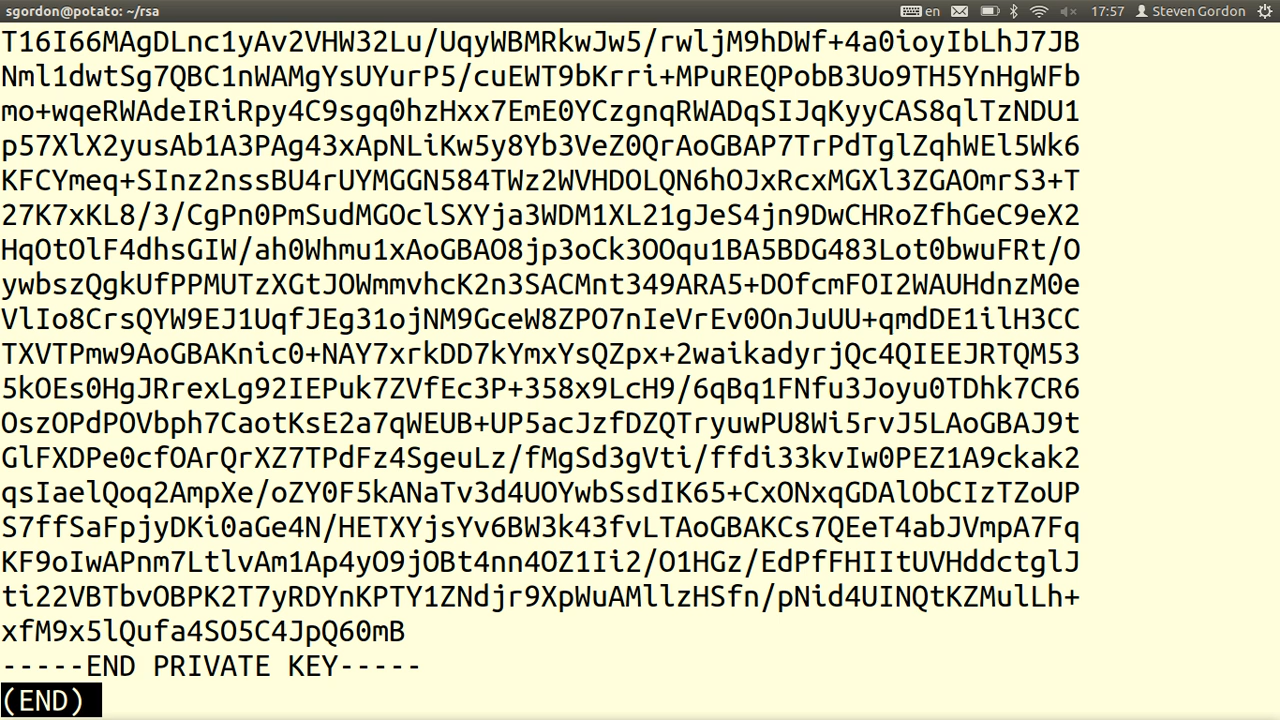 sgordon@potato: ~/rsa en 17:57 Steven Gordon
T16I66MAgDLnc1yAv2VHW32Lu/UqyWBMRkwJw5/rwljM9hDWf+4a0ioyIbLhJ7JB
Nml1dwtSg7QBC1nWAMgYsUYurP5/cuEWT9bKrri+MPuREQPobB3Uo9TH5YnHgWFb
mo+wqeRWAdeIRiRpy4C9sgq0hzHxx7EmE0YCzgnqRWADqSIJqKyyCAS8qlTzNDU1
p57XlX2yusAb1A3PAg43xApNLiKw5y8Yb3VeZ0QrAoGBAP7TrPdTglZqhWEl5Wk6
KFCYmeq+SInz2nssBU4rUYMGGN584TWz2WVHDOLQN6hOJxRcxMGXl3ZGAOmrS3+T
27K7xKL8/3/CgPn0PmSudMGOclSXYja3WDM1XL21gJeS4jn9DwCHRoZfhGeC9eX2
HqOtOlF4dhsGIW/ah0Whmu1xAoGBAO8jp3oCk3OOqu1BA5BDG483Lot0bwuFRt/O
ywbszQgkUfPPMUTzXGtJOWmmvhcK2n3SACMnt349ARA5+DOfcmFOI2WAUHdnzM0e
VlIo8CrsQYW9EJ1UqfJEg31ojNM9GceW8ZPO7nIeVrEv0OnJuUU+qmdDE1ilH3CC
TXVTPmw9AoGBAKnic0+NAY7xrkDD7kYmxYsQZpx+2waikadyrjQc4QIEEJRTQM53
5kOEs0HgJRrexLg92IEPuk7ZVfEc3P+358x9LcH9/6qBq1FNfu3Joyu0TDhk7CR6
OszOPdPOVbph7CaotKsE2a7qWEUB+UP5acJzfDZQTryuwPU8Wi5rvJ5LAoGBAJ9t
GlFXDPe0cfOArQrXZ7TPdFz4SgeuLz/fMgSd3gVti/ffdi33kvIw0PEZ1A9ckak2
qsIaelQoq2AmpXe/oZY0F5kANaTv3d4UOYwbSsdIK65+CxONxqGDAlObCIzTZoUP
S7ffSaFpjyDKi0aGe4N/HETXYjsYv6BW3k43fvLTAoGBAKCs7QEeT4abJVmpA7Fq
KF9oIwAPnm7LtlvAm1Ap4yO9jOBt4nn4OZ1Ii2/O1HGz/EdPfFHIItUVHddctglJ
ti22VBTbvOBPK2T7yRDYnKPTY1ZNdjr9XpWuAMllzHSfn/pNid4UINQtKZMulLh+
xfM9x5lQufa4SO5C4JpQ60mB
-----END PRIVATE KEY-----
(END)